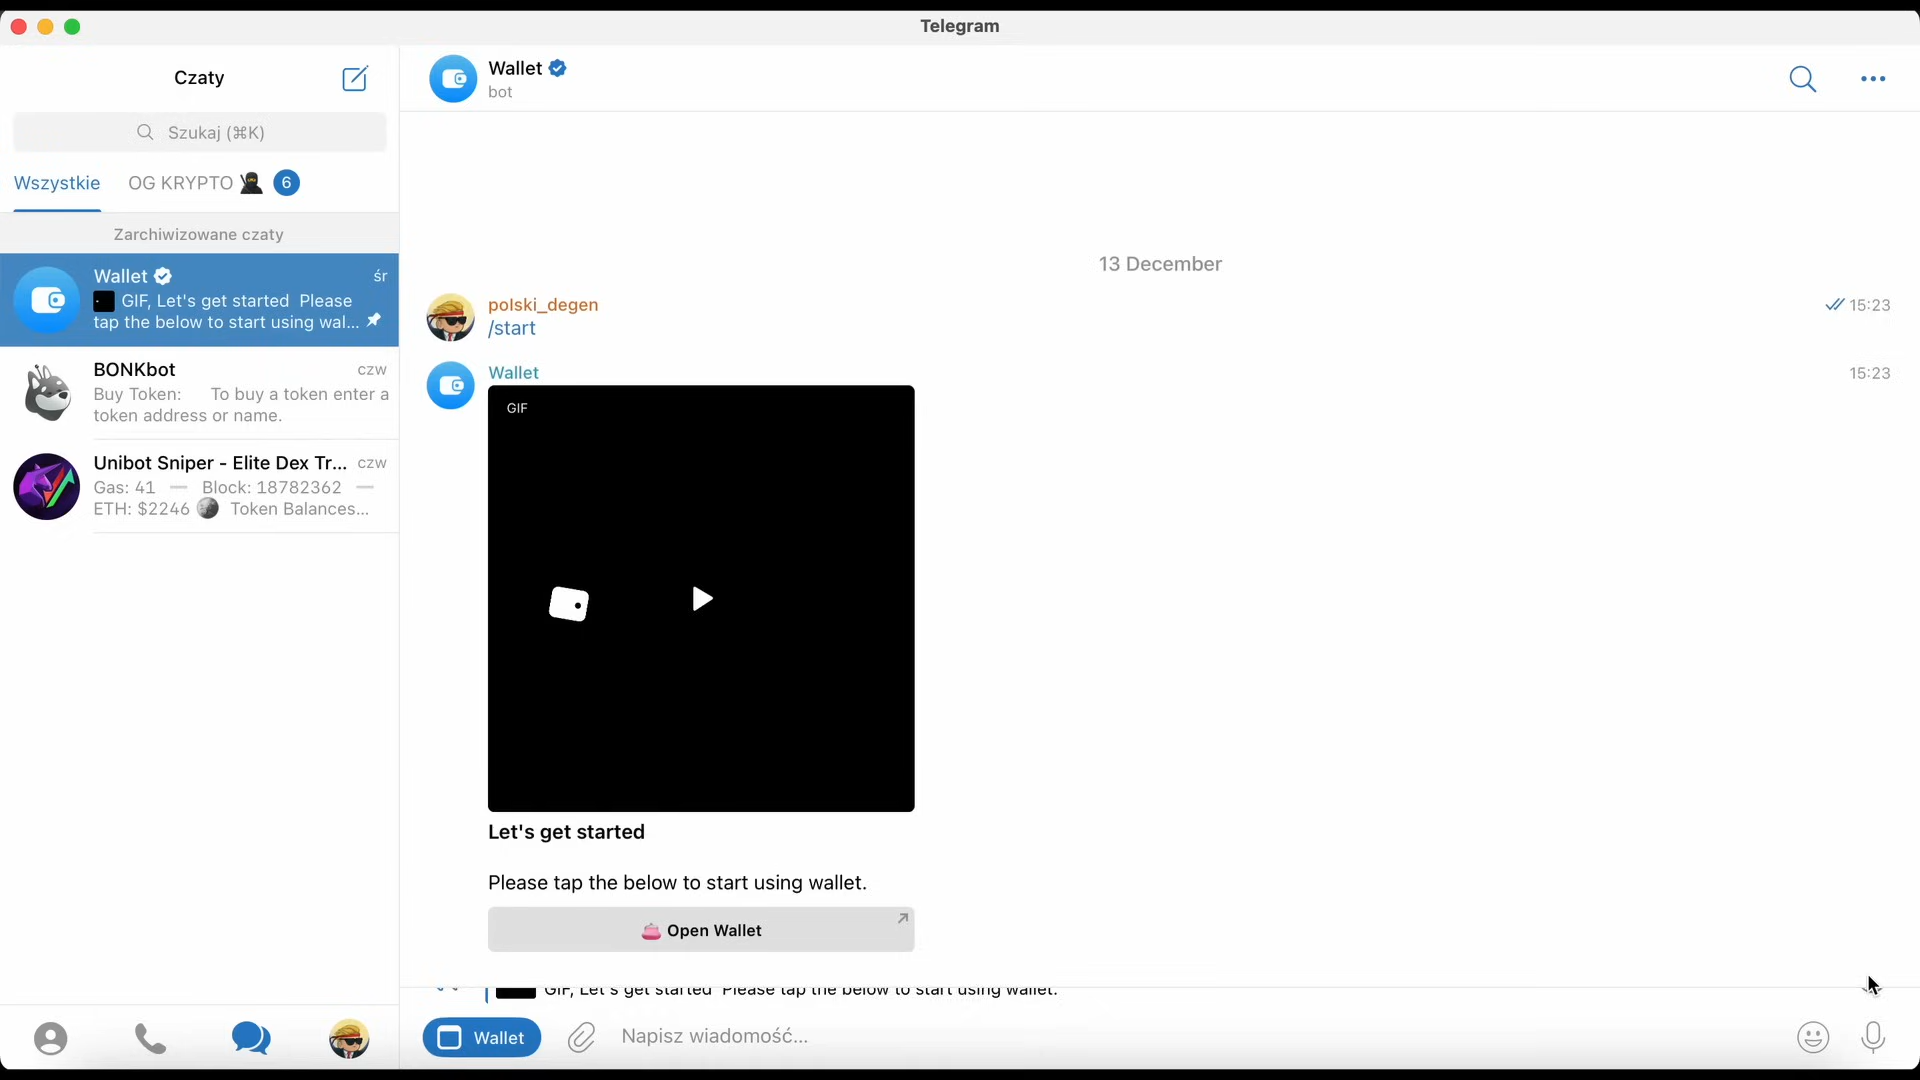 Telegram
Czaty
Szukaj (⌘K)
Wszystkie
OG KRYPTO 🥷 6
Zarchiwizowane czaty
Wallet
śr
GIF, Let's get started Please
tap the below to start using wal...
BONKbot
czw
Buy Token: To buy a token enter a
token address or name.
Unibot Sniper - Elite Dex Tr...
czw
Gas: 41 — Block: 18782362 —
ETH: $2246 🌕 Token Balances...
Wallet
bot
13 December
polski_degen
15:23
/start
Wallet
15:23
GIF
Let's get started
Please tap the below to start using wallet.
👛 Open Wallet
GIF, Let's get started Please tap the below to start using wallet.
Wallet
Napisz wiadomość...